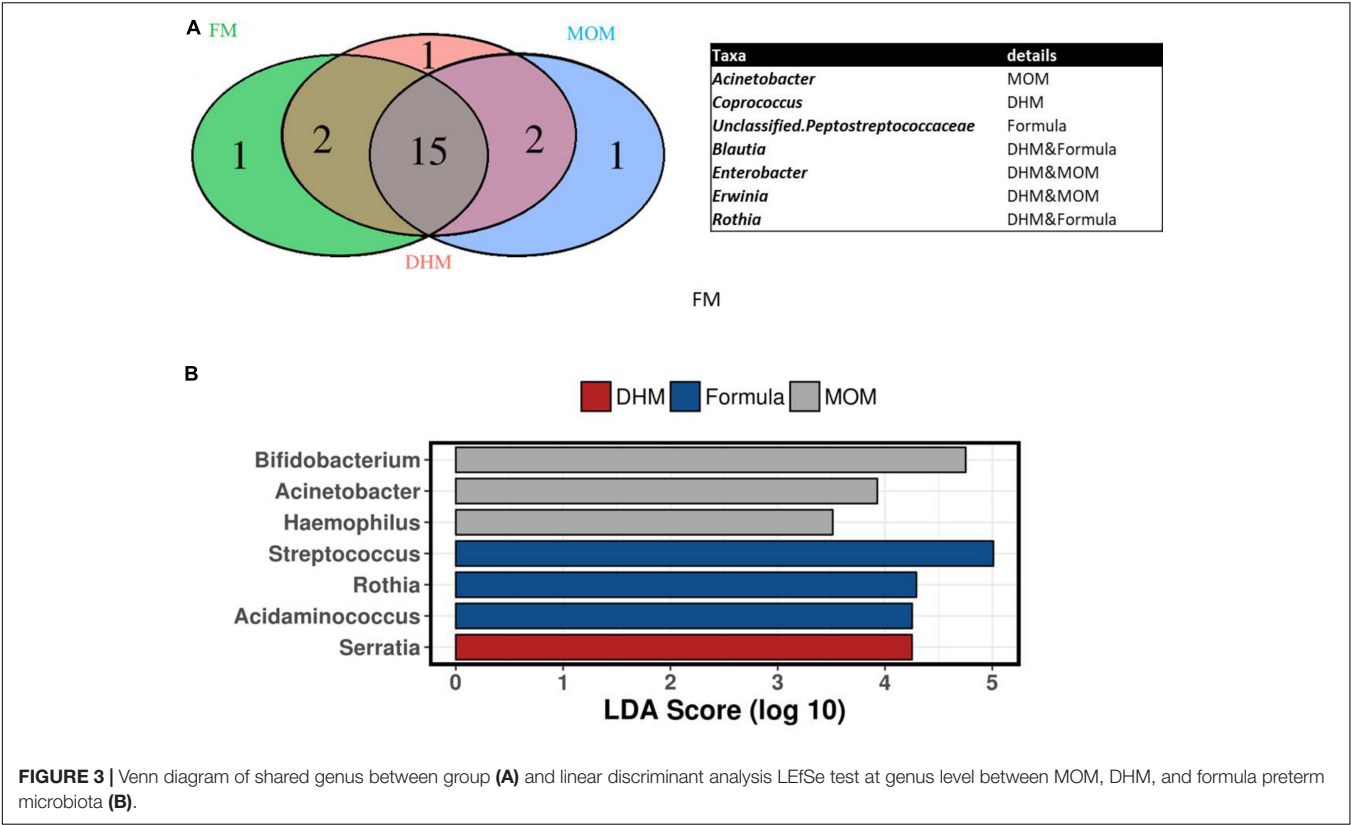 A FM
MOM
1
1
2
15
2
1
DHM
Taxa details
Acinetobacter MOM
Coprococcus DHM
Unclassified.Peptostreptococcaceae Formula
Blautia DHM&Formula
Enterobacter DHM&MOM
Erwinia DHM&MOM
Rothia DHM&Formula
FM
B
DHM Formula MOM
Bifidobacterium
Acinetobacter
Haemophilus
Streptococcus
Rothia
Acidaminococcus
Serratia
0 1 2 3 4 5
LDA Score (log 10)
FIGURE 3 | Venn diagram of shared genus between group (A) and linear discriminant analysis LEfSe test at genus level between MOM, DHM, and formula preterm
microbiota (B).